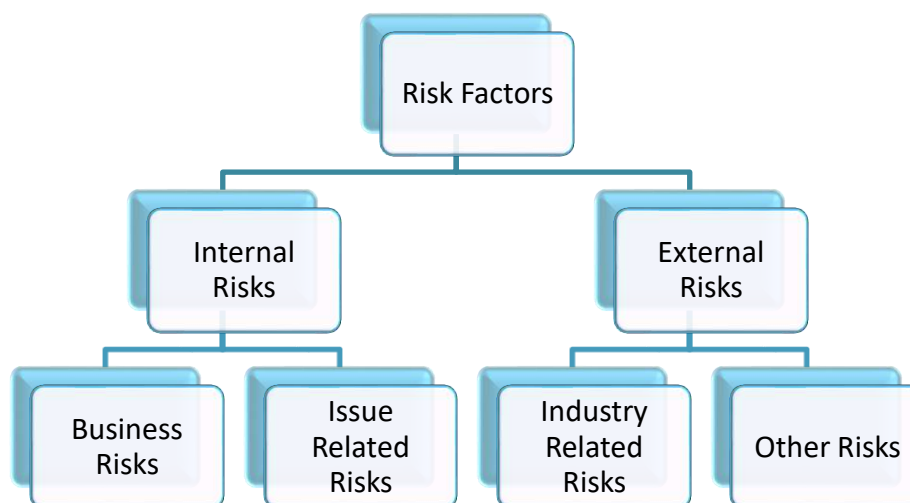 Risk Factors
Internal
Risks
External
Risks
Business
Risks
Issue
Related
Risks
Industry
Related
Risks
Other Risks